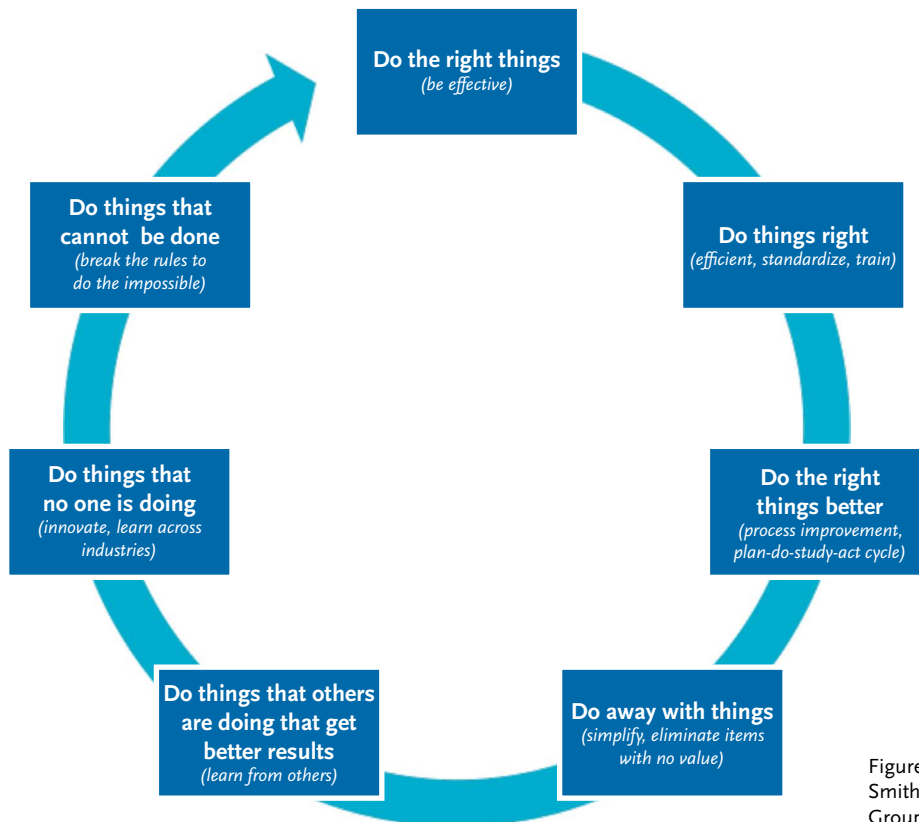 Do the right things
(be effective)
Do things right
(efficient, standardize, train)
Do the right
things better
(process improvement,
plan-do-study-act cycle)
Do away with things
(simplify, eliminate items
with no value)
Do things that others
are doing that get
better results
(learn from others)
Do things that
no one is doing
(innovate, learn across
industries)
Do things that
cannot be done
(break the rules to
do the impossible)
Figure
Smith
Groun